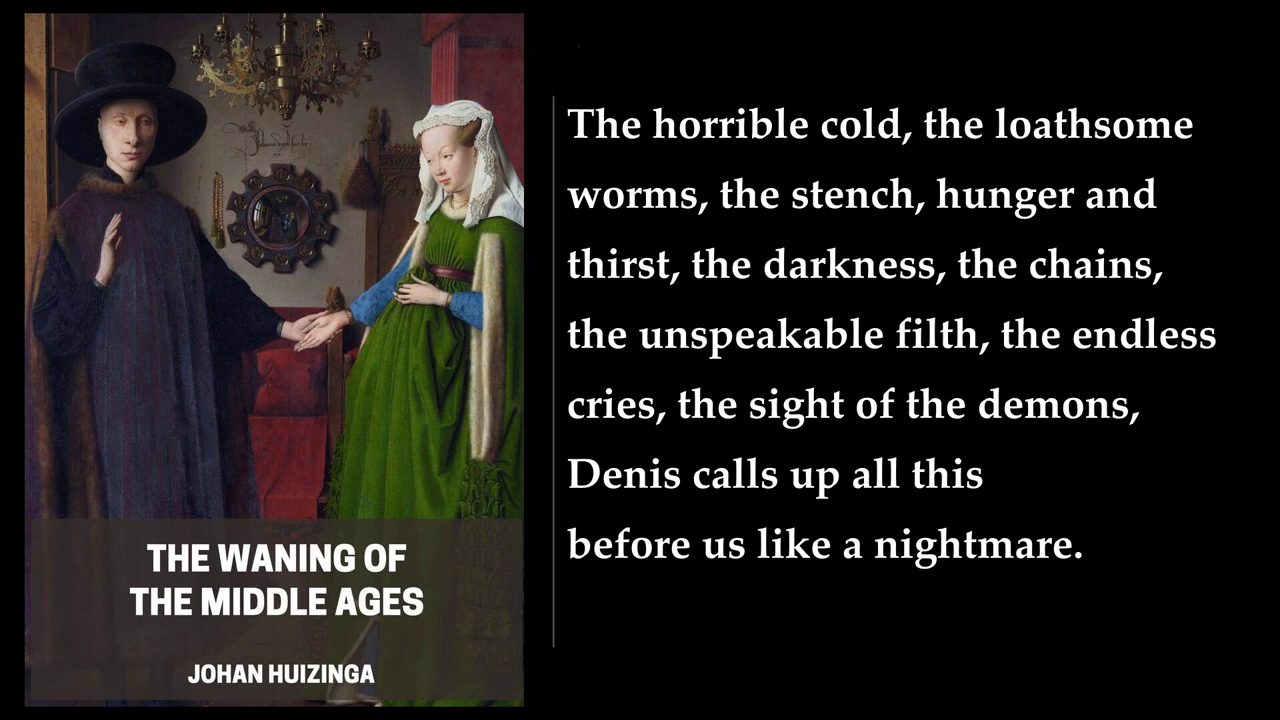 THE WANING OF
THE MIDDLE AGES
JOHAN HUIZINGA
The horrible cold, the loathsome
worms, the stench, hunger and
thirst, the darkness, the chains,
the unspeakable filth, the endless
cries, the sight of the demons,
Denis calls up all this
before us like a nightmare.